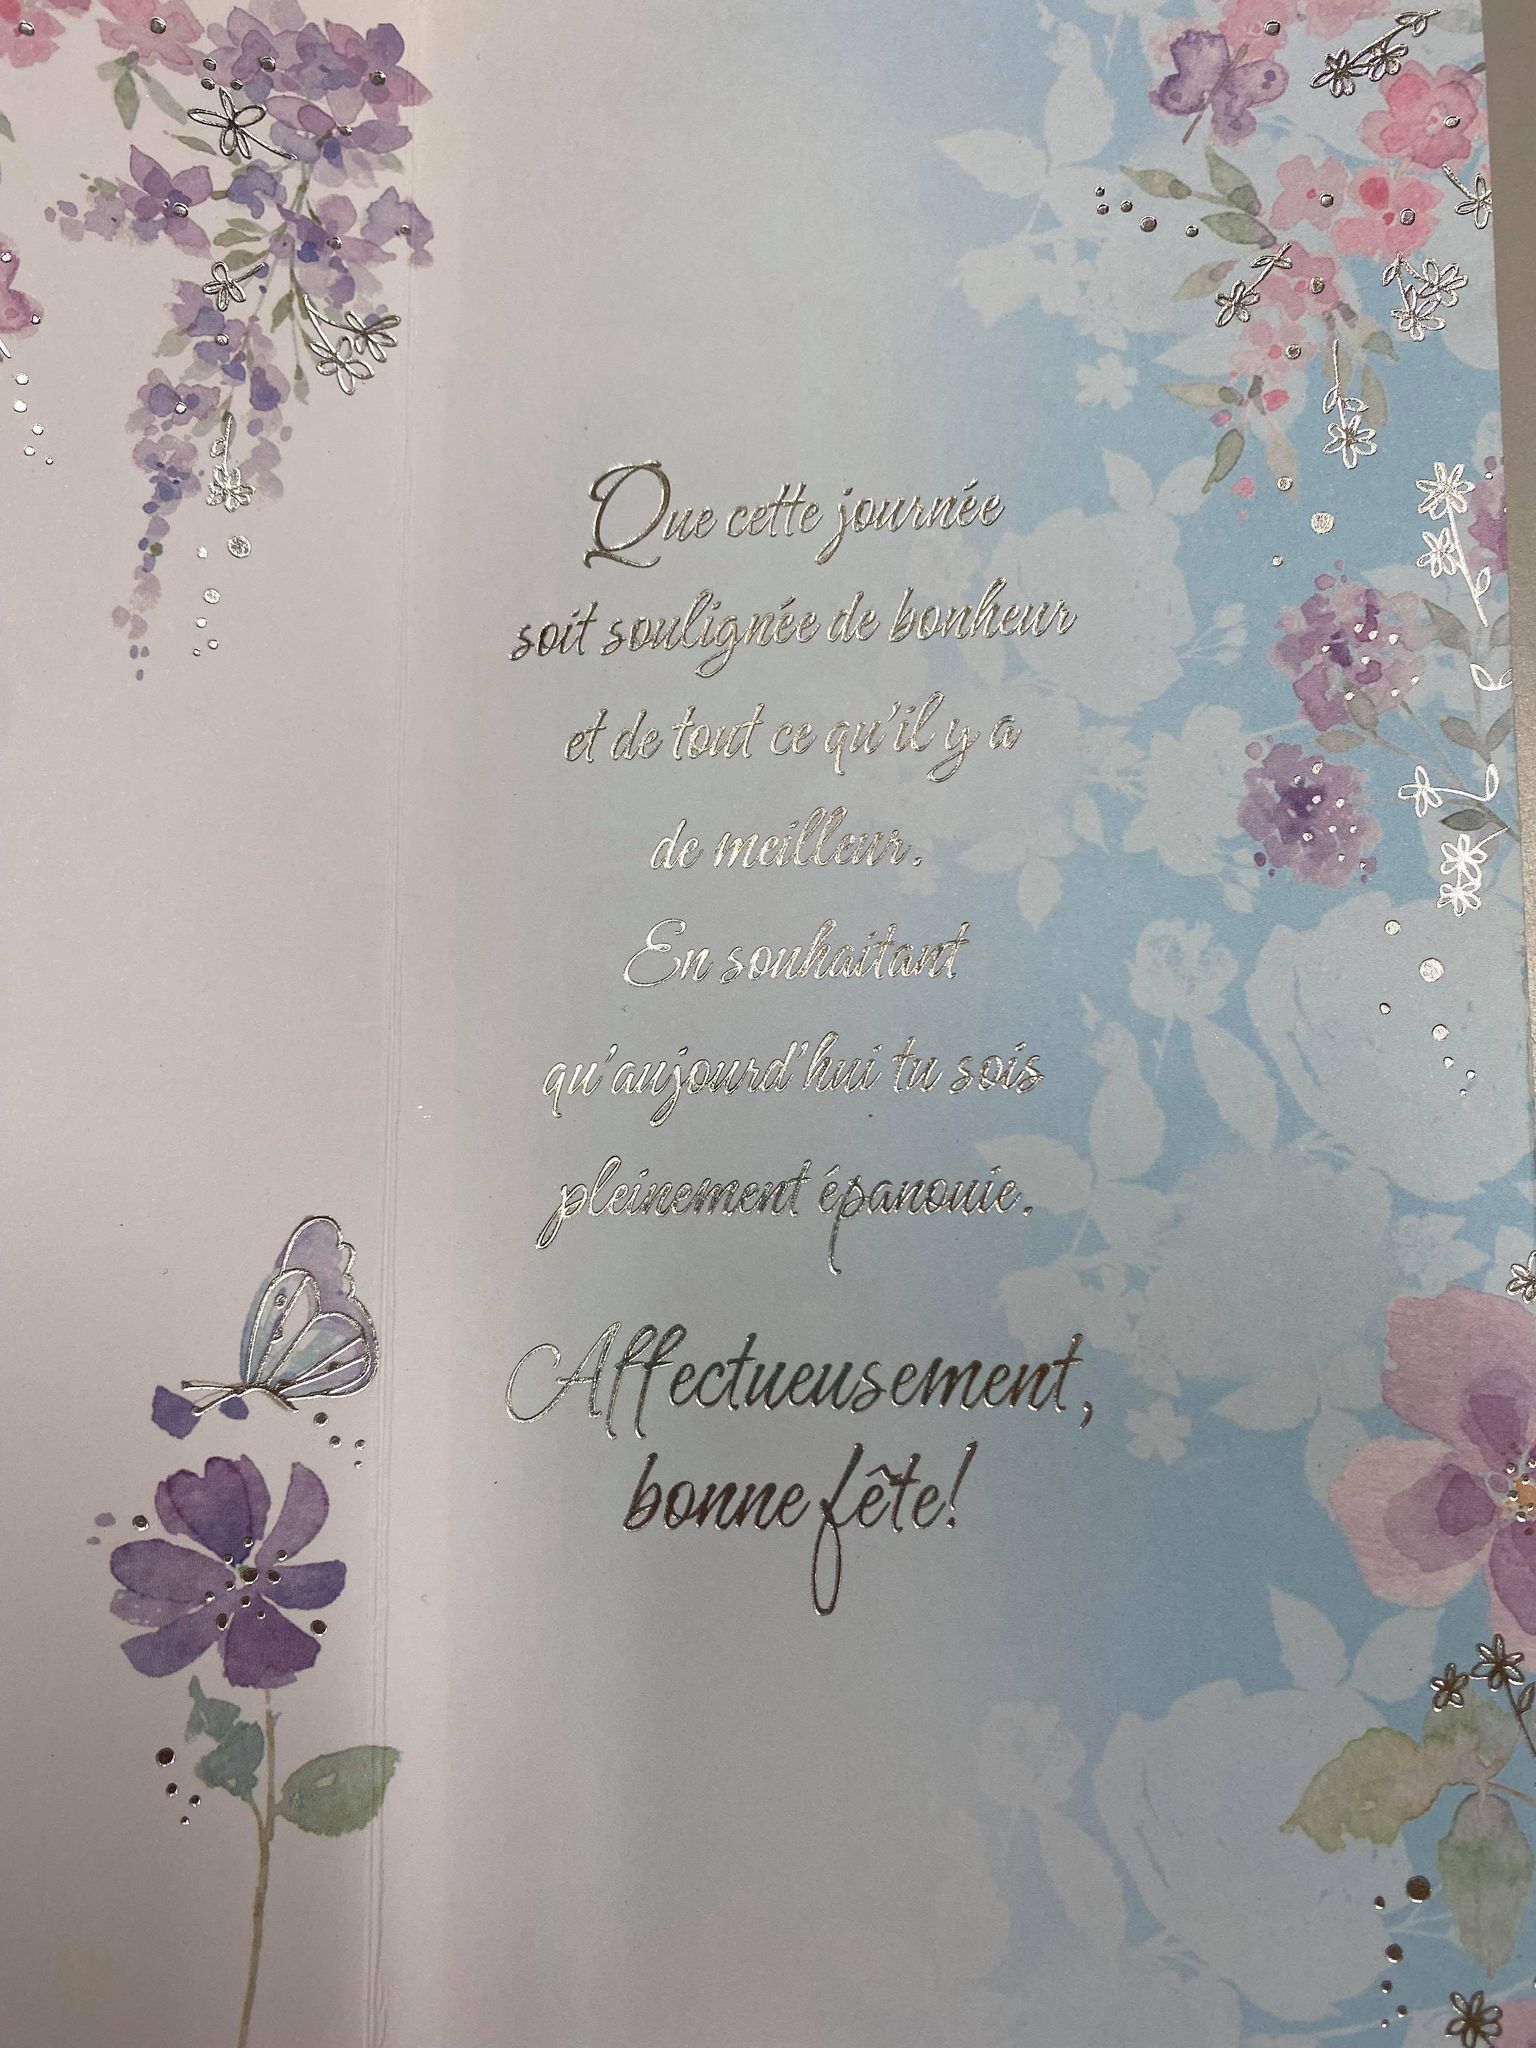 Que cette journée
soit soulignée de bonheur
et de tout ce qu'il y a
de meilleur.
En souhaitant
qu'aujourd'hui tu sois
pleinement épanouie.
Affectueusement,
bonne fête!